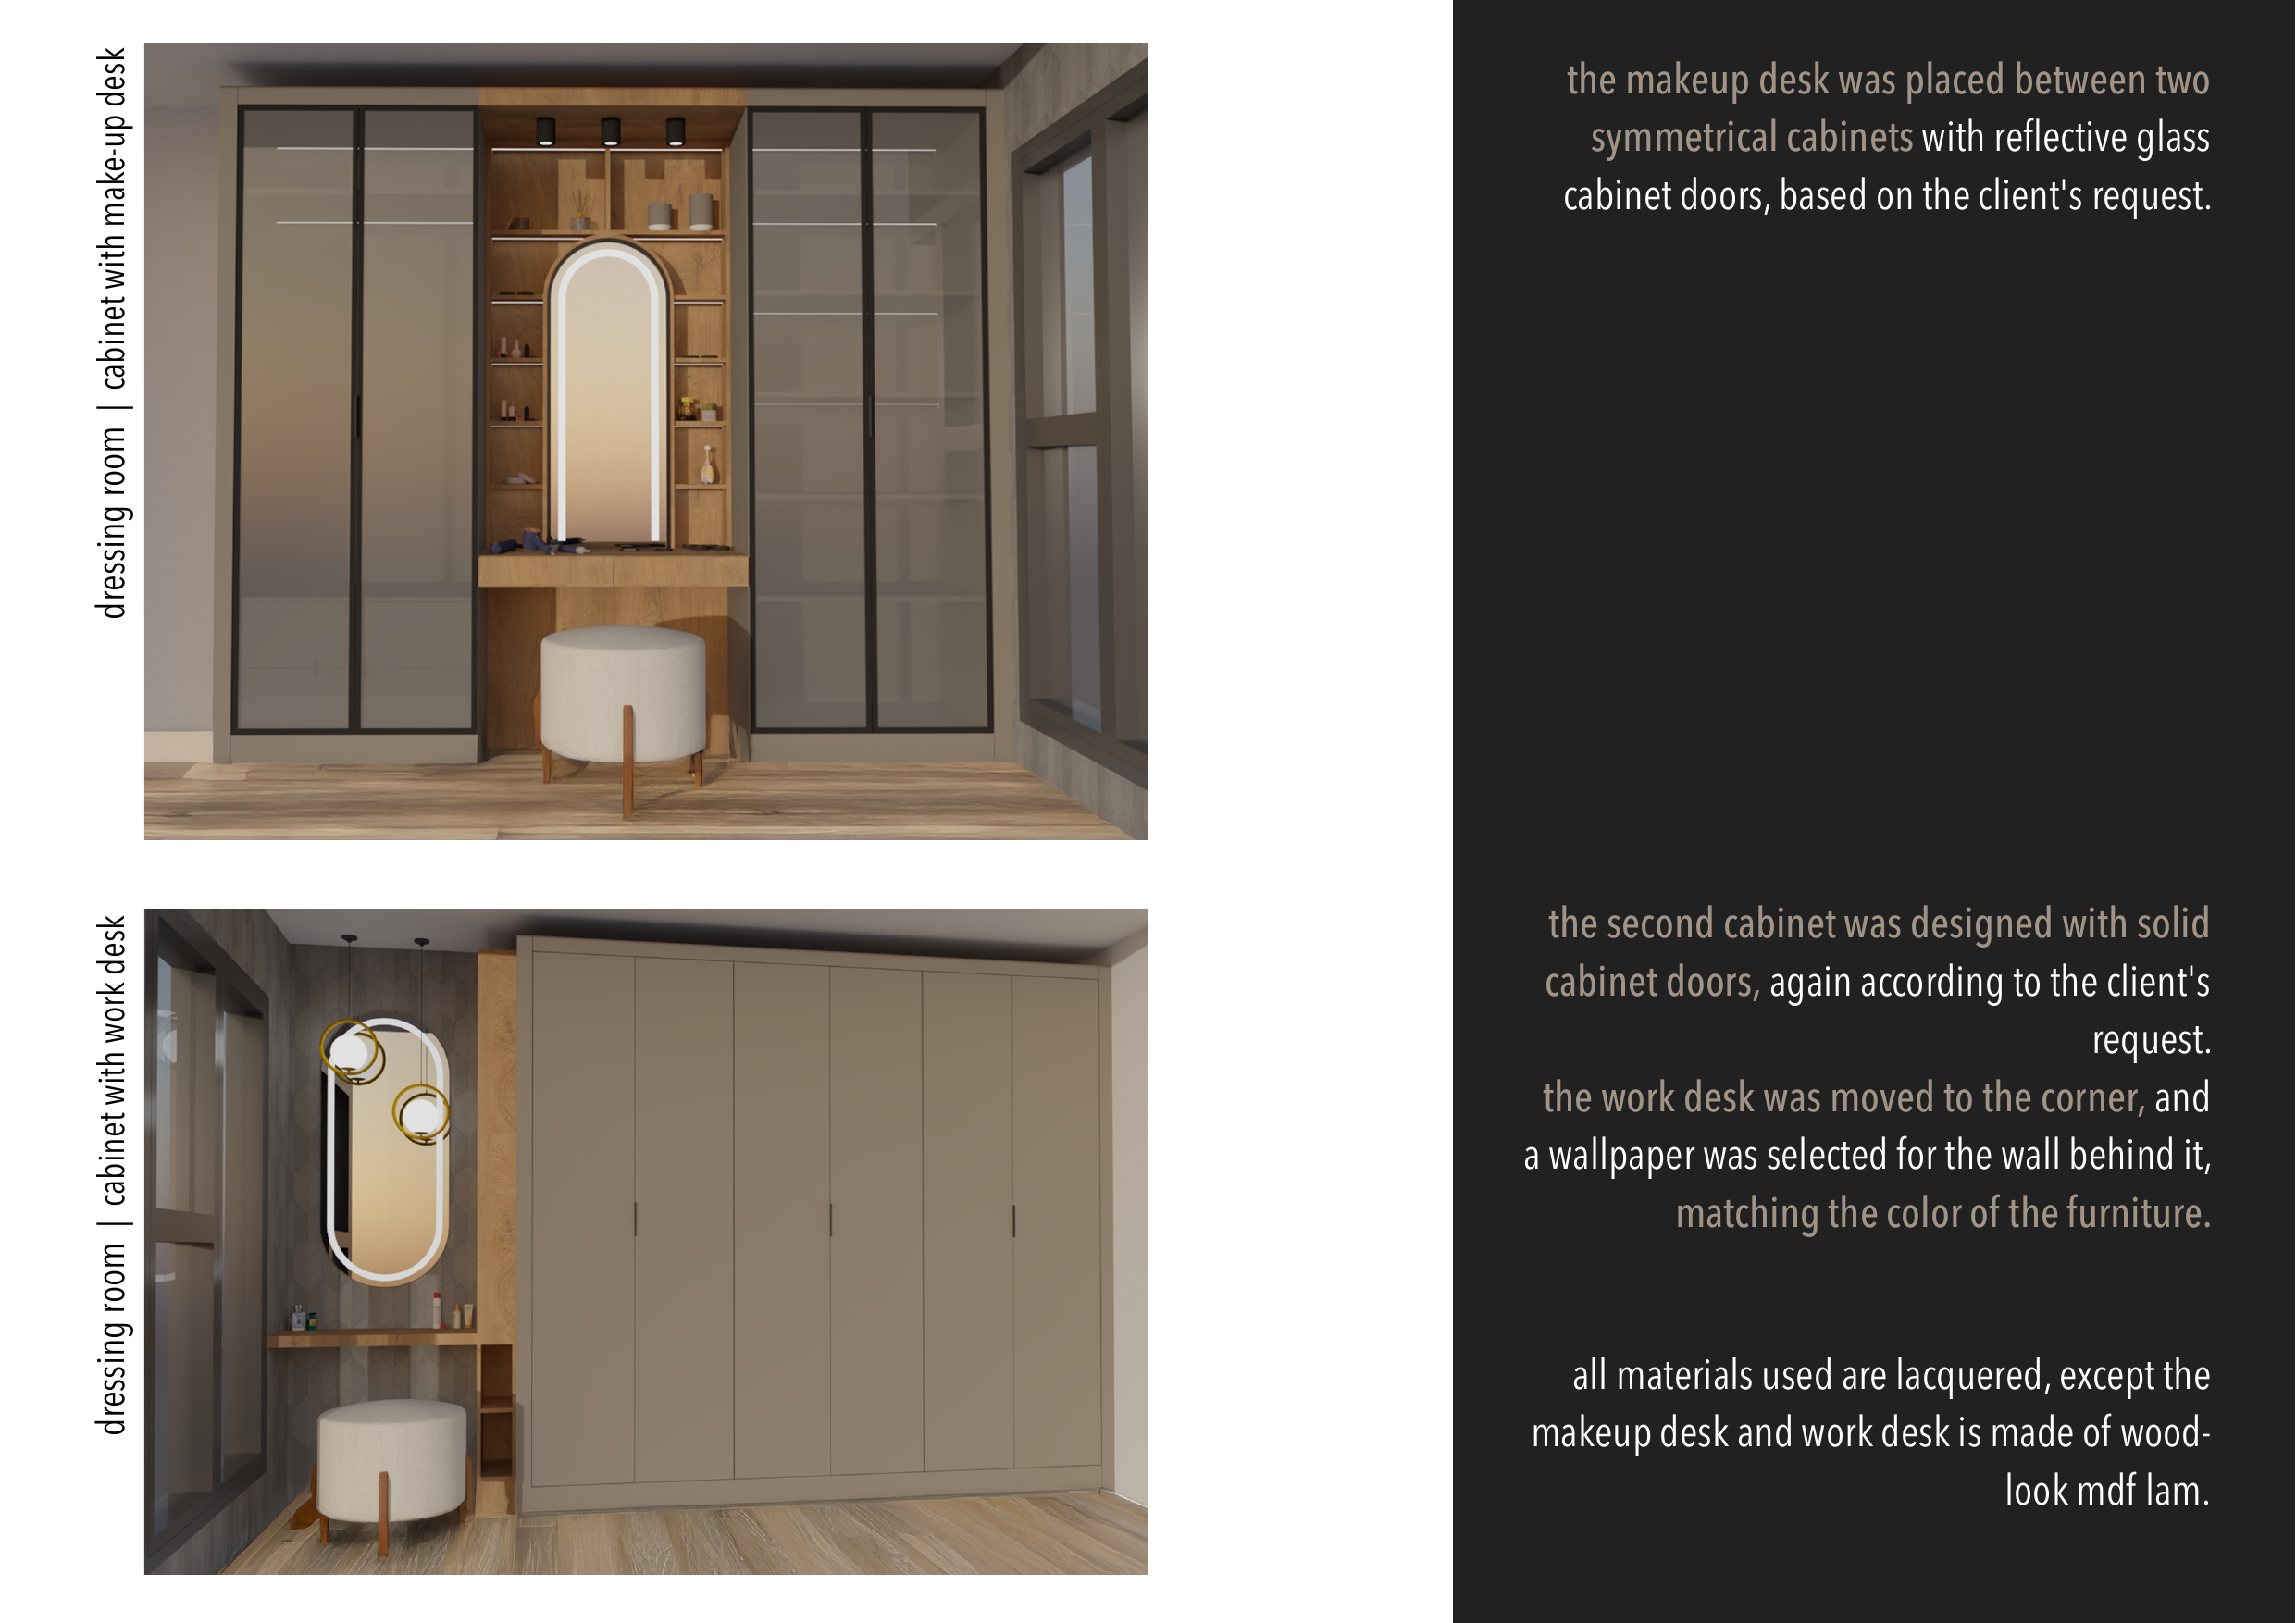 dressing room | cabinet with make-up desk
the makeup desk was placed between two
symmetrical cabinets with reflective glass
cabinet doors, based on the client's request.
dressing room | cabinet with work desk
the second cabinet was designed with solid
cabinet doors, again according to the client's
request.
the work desk was moved to the corner, and
a wallpaper was selected for the wall behind it,
matching the color of the furniture.
all materials used are lacquered, except the
makeup desk and work desk is made of wood-
look mdf lam.